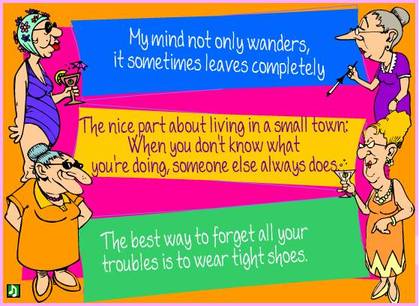 My mind not only wanders,
it sometimes leaves completely
The nice part about living in a small town:
When you don't know what
you're doing, someone else always does.
The best way to forget all your
troubles is to wear tight shoes.